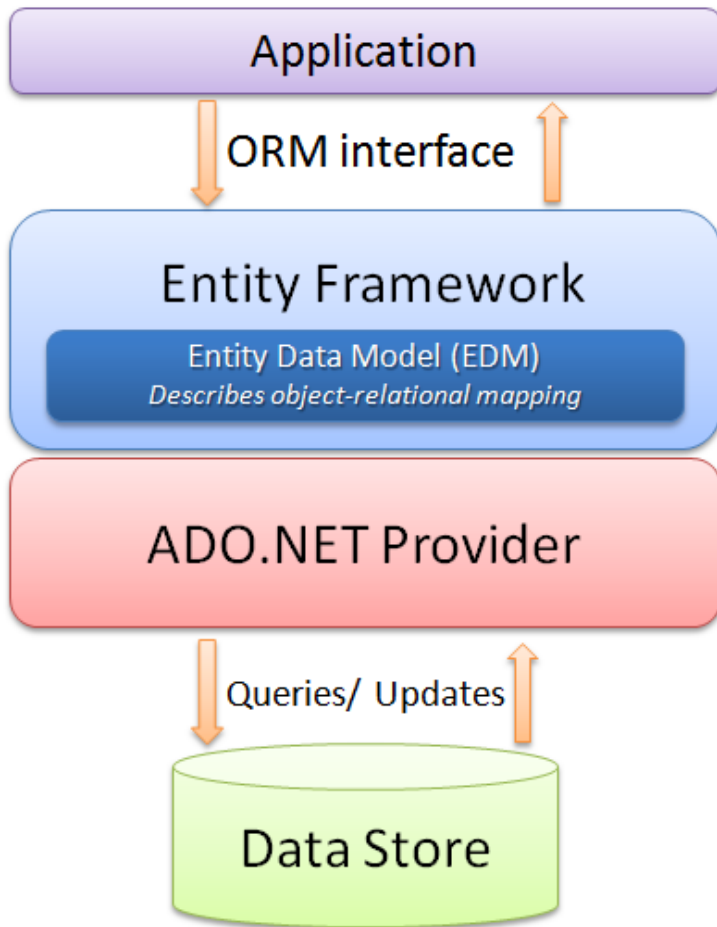 Application
ORM interface
Entity Framework
Entity Data Model (EDM)
Describes object-relational mapping
ADO.NET Provider
Queries/ Updates
Data Store